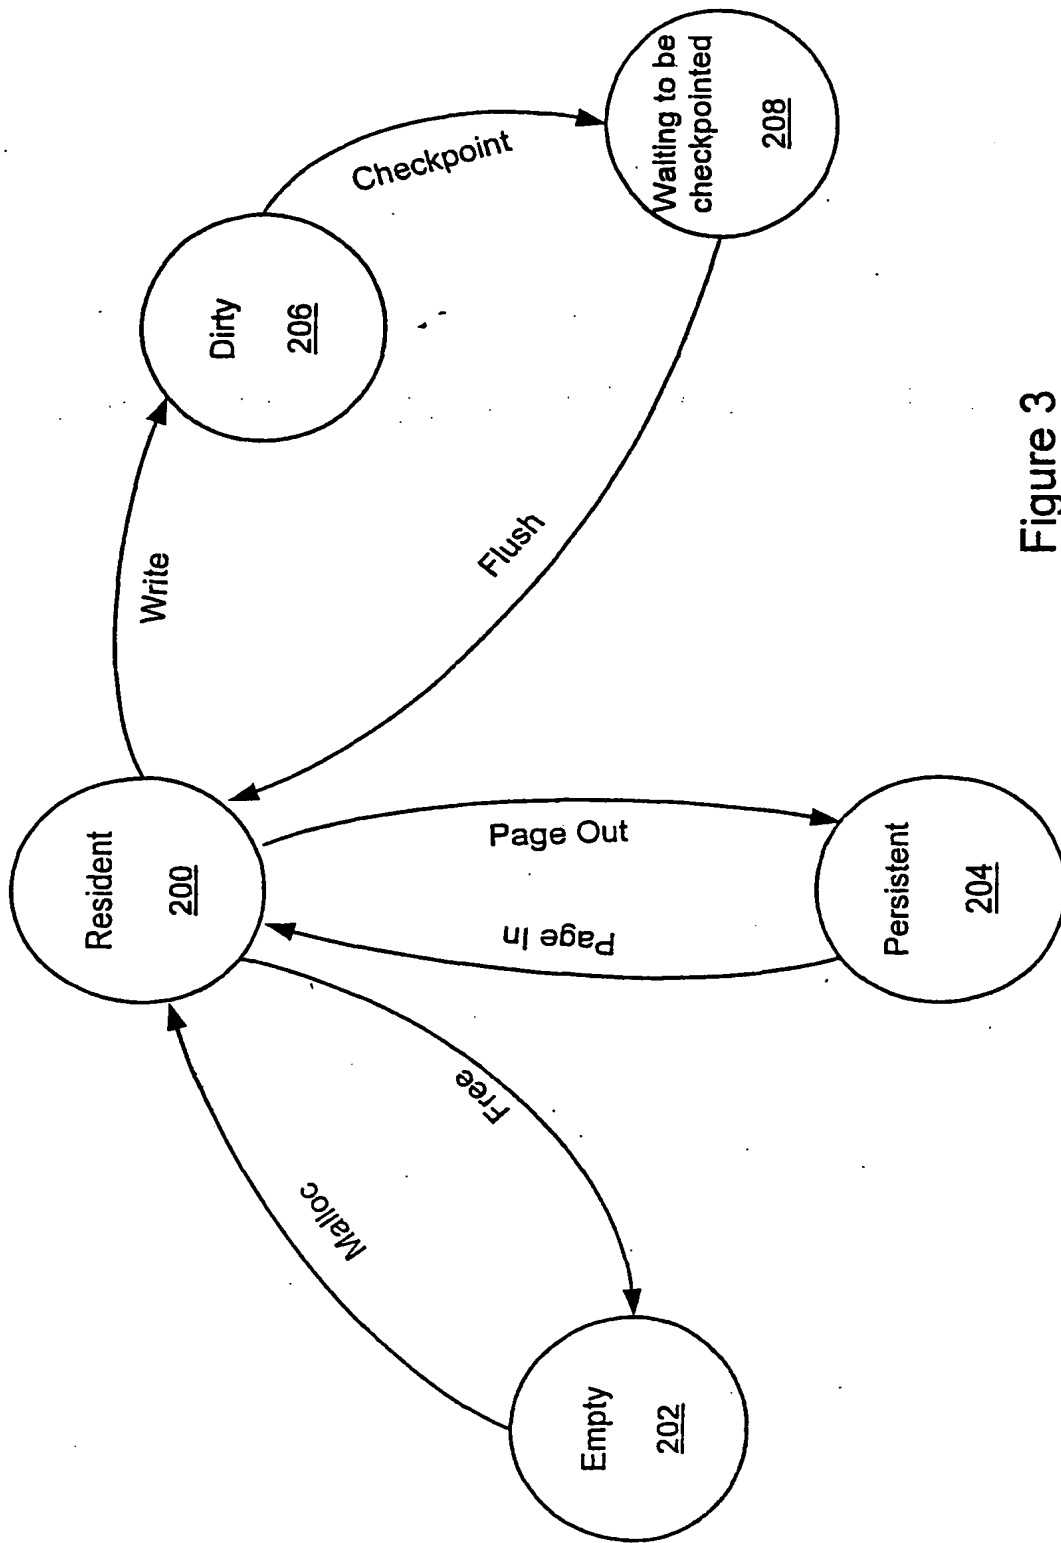 Resident
200
Write
Dirty
206
Checkpoint
Waiting to be
checkpointed
208
Flush
Page Out
Page In
Persistent
204
Free
Malloc
Empty
202
Figure 3